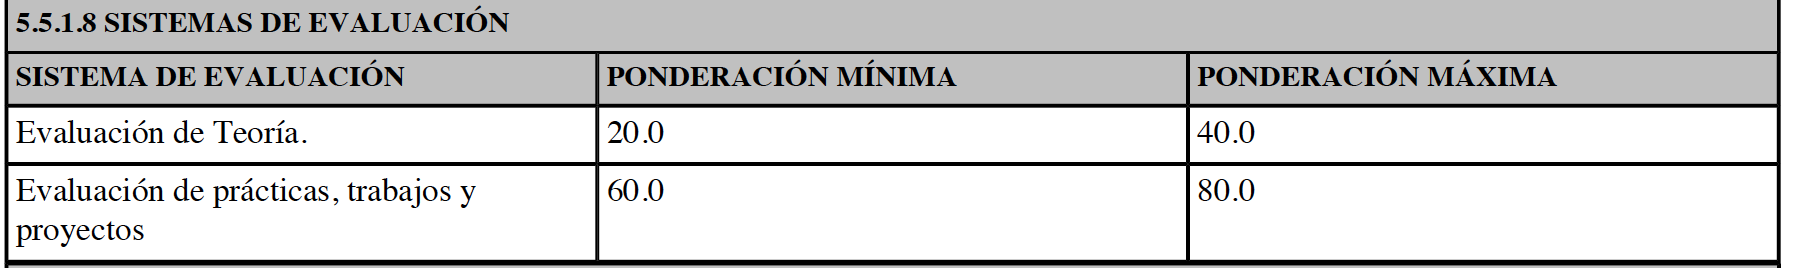 5.5.1.8 SISTEMAS DE EVALUACIÓN
SISTEMA DE EVALUACIÓN PONDERACIÓN MÍNIMA PONDERACIÓN MÁXIMA
Evaluación de Teoría. 20.0 40.0
Evaluación de prácticas, trabajos y 60.0 80.0
proyectos